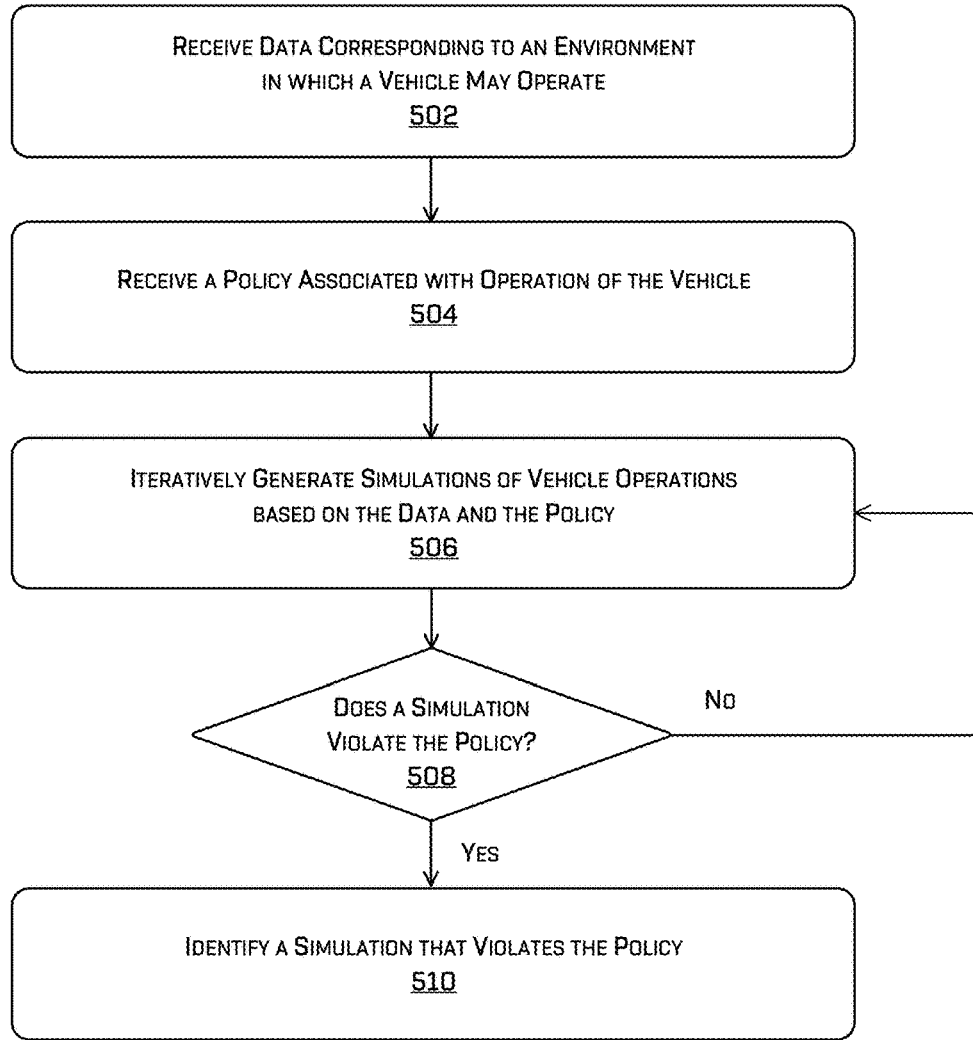 Receive Data Corresponding to an Environment
in which a Vehicle May Operate
502
Receive a Policy Associated with Operation of the Vehicle
504
Iteratively Generate Simulations of Vehicle Operations
based on the Data and the Policy
506
Does a Simulation
Violate the Policy?
508
No
Yes
Identify a Simulation that Violates the Policy
510